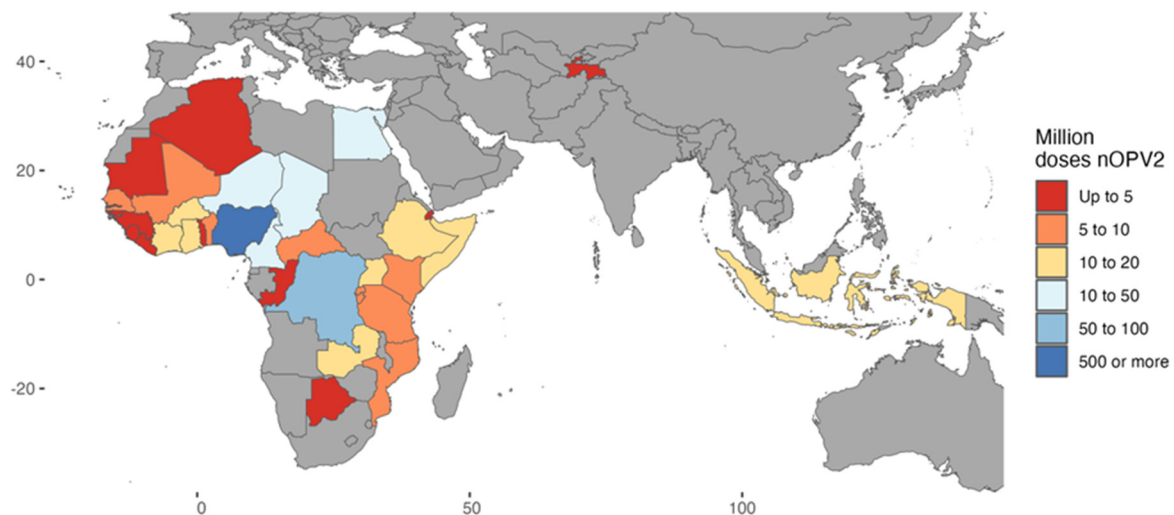 40
20
0
-20
0
50
100
Million
doses nOPV2
Up to 5
5 to 10
10 to 20
10 to 50
50 to 100
500 or more